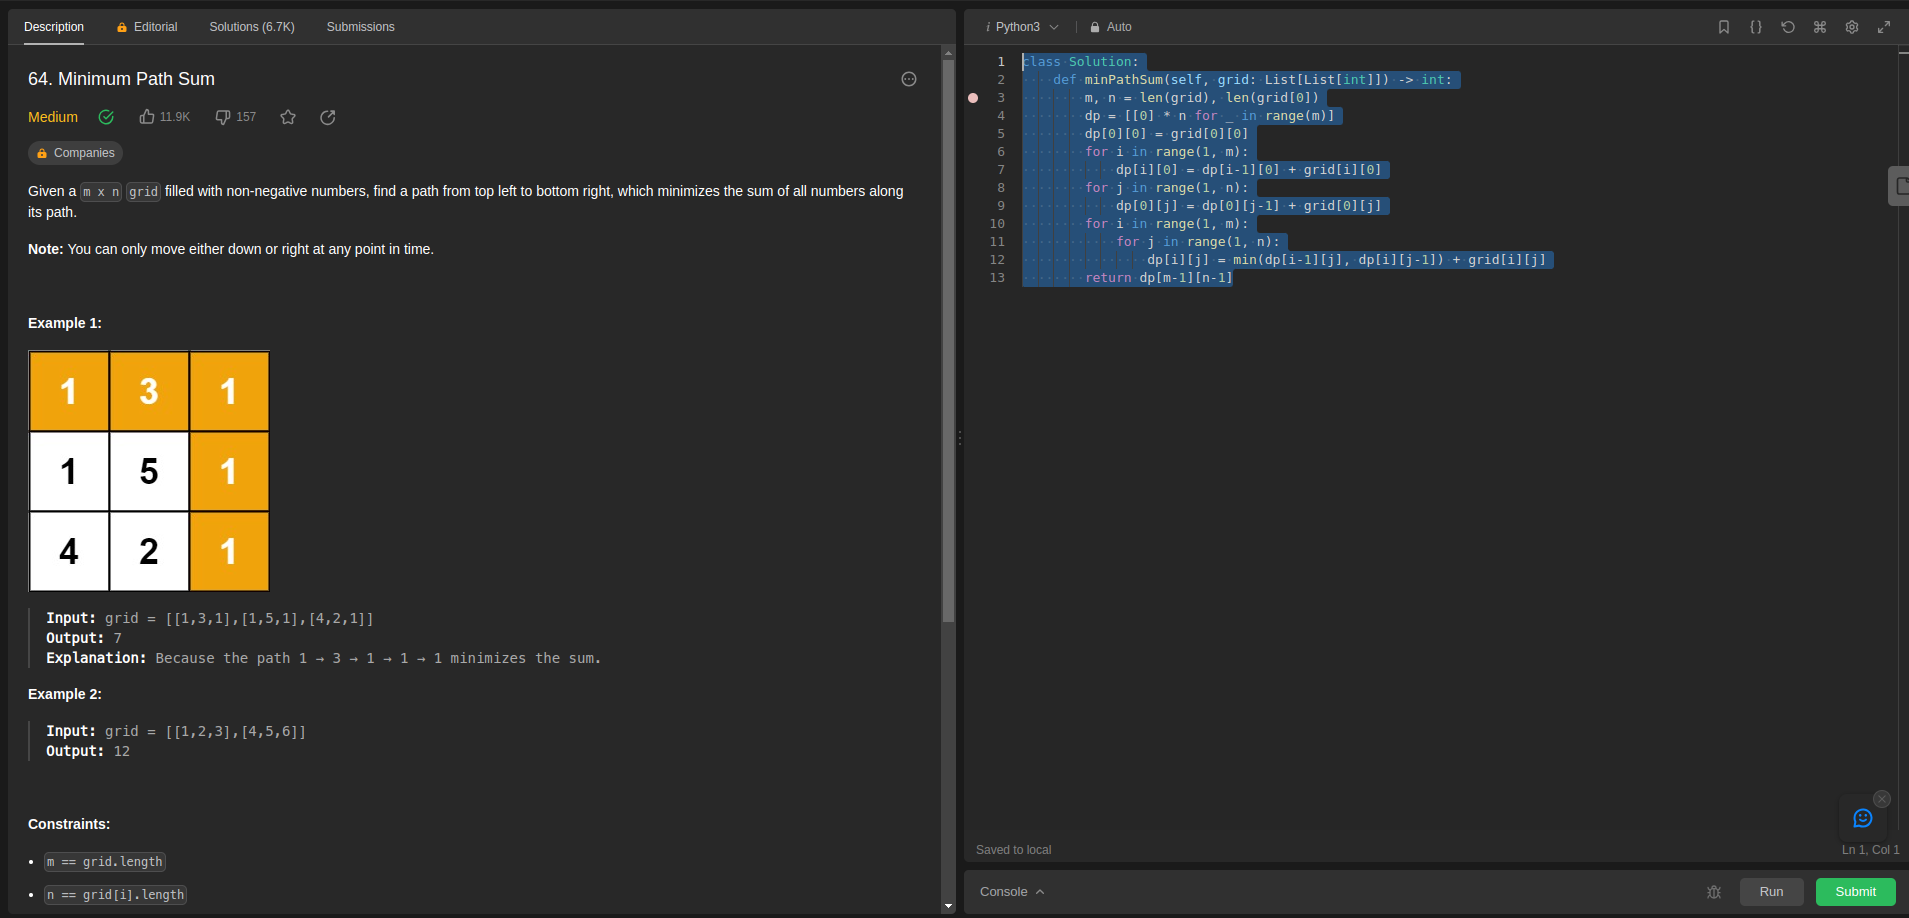 Description
Editorial
Solutions (6.7K)
Submissions
64. Minimum Path Sum
Medium
11.9K
157
Companies
Given a m x n grid filled with non-negative numbers, find a path from top left to bottom right, which minimizes the sum of all numbers along
its path.
Note: You can only move either down or right at any point in time.
Example 1:
1 3 1
1 5 1
4 2 1
Input: grid = [[1,3,1],[1,5,1],[4,2,1]]
Output: 7
Explanation: Because the path 1 → 3 → 1 → 1 → 1 minimizes the sum.
Example 2:
Input: grid = [[1,2,3],[4,5,6]]
Output: 12
Constraints:
• m == grid.length
• n == grid[i].length
i Python3
Auto
1 class Solution:
2 def minPathSum(self, grid: List[List[int]]) -> int:
3 m, n = len(grid), len(grid[0])
4 dp = [[0] * n for _ in range(m)]
5 dp[0][0] = grid[0][0]
6 for i in range(1, m):
7 dp[i][0] = dp[i-1][0] + grid[i][0]
8 for j in range(1, n):
9 dp[0][j] = dp[0][j-1] + grid[0][j]
10 for i in range(1, m):
11 for j in range(1, n):
12 dp[i][j] = min(dp[i-1][j], dp[i][j-1]) + grid[i][j]
13 return dp[m-1][n-1]
Saved to local
Ln 1, Col 1
Console
Run
Submit